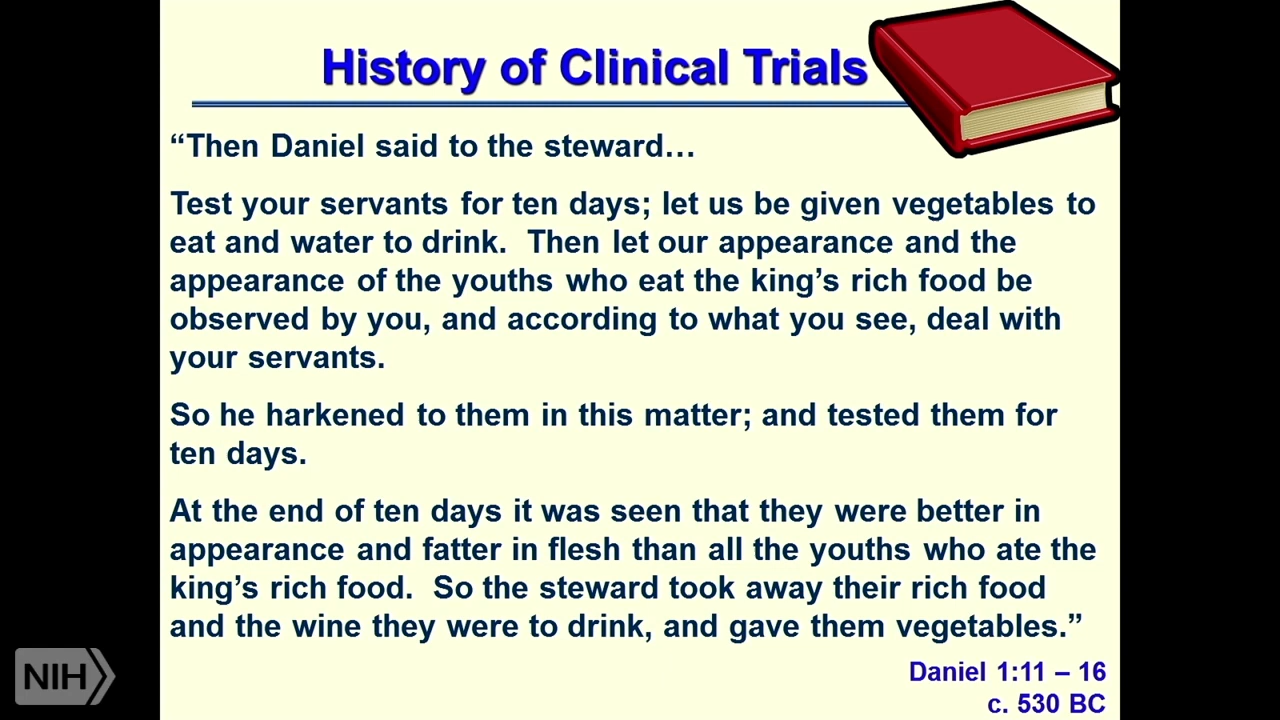 History of Clinical Trials
“Then Daniel said to the steward…
Test your servants for ten days; let us be given vegetables to
eat and water to drink.  Then let our appearance and the
appearance of the youths who eat the king’s rich food be
observed by you, and according to what you see, deal with
your servants.
So he harkened to them in this matter; and tested them for
ten days.
At the end of ten days it was seen that they were better in
appearance and fatter in flesh than all the youths who ate the
king’s rich food.  So the steward took away their rich food
and the wine they were to drink, and gave them vegetables.”
Daniel 1:11 – 16
c. 530 BC
NIH